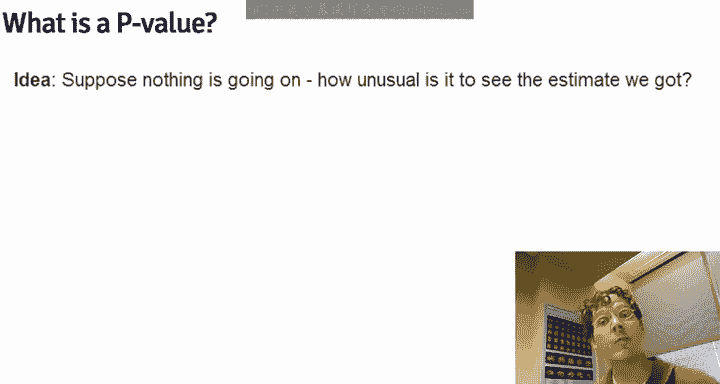 What is a P-value?
Idea: Suppose nothing is going on - how unusual is it to see the estimate we got?